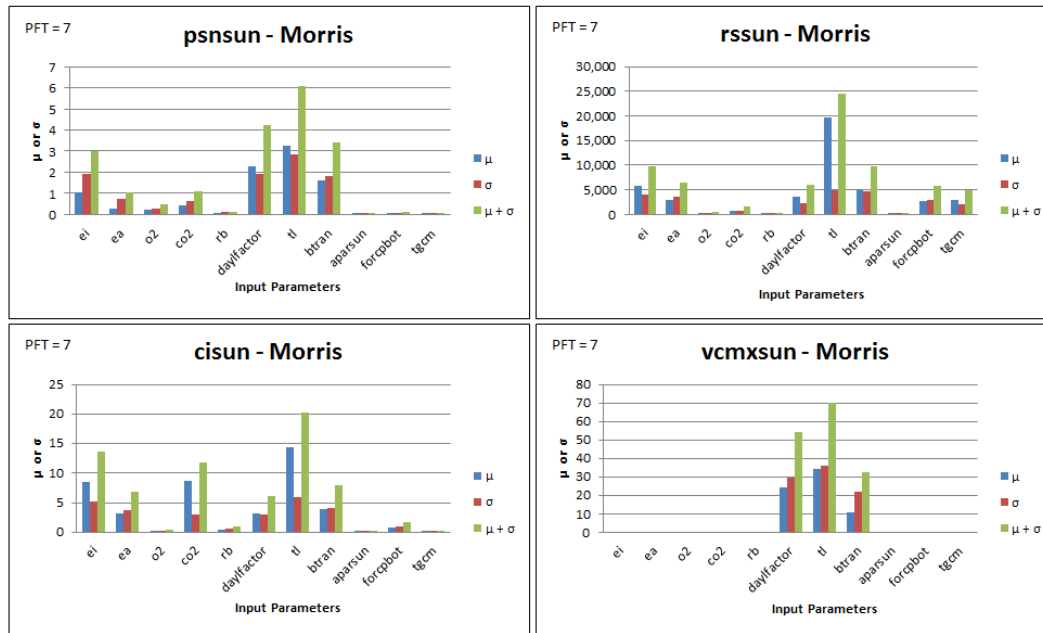 PFT = 7
psnsun - Morris
7
6
5
4
3
2
1
0
μ or σ
ei
ea
o2
co2
rb
daylfactor
tl
btran
aparsun
forcpbot
tgcm
Input Parameters
μ
σ
μ + σ
PFT = 7
rssun - Morris
30,000
25,000
20,000
15,000
10,000
5,000
0
μ or σ
ei
ea
o2
co2
rb
daylfactor
tl
btran
aparsun
forcpbot
tgcm
Input Parameters
μ
σ
μ + σ
PFT = 7
cisun - Morris
25
20
15
10
5
0
μ or σ
ei
ea
o2
co2
rb
daylfactor
tl
btran
aparsun
forcpbot
tgcm
Input Parameters
μ
σ
μ + σ
PFT = 7
vcmxsun - Morris
80
70
60
50
40
30
20
10
0
μ or σ
ei
ea
o2
co2
rb
daylfactor
tl
btran
aparsun
forcpbot
tgcm
Input Parameters
μ
σ
μ + σ